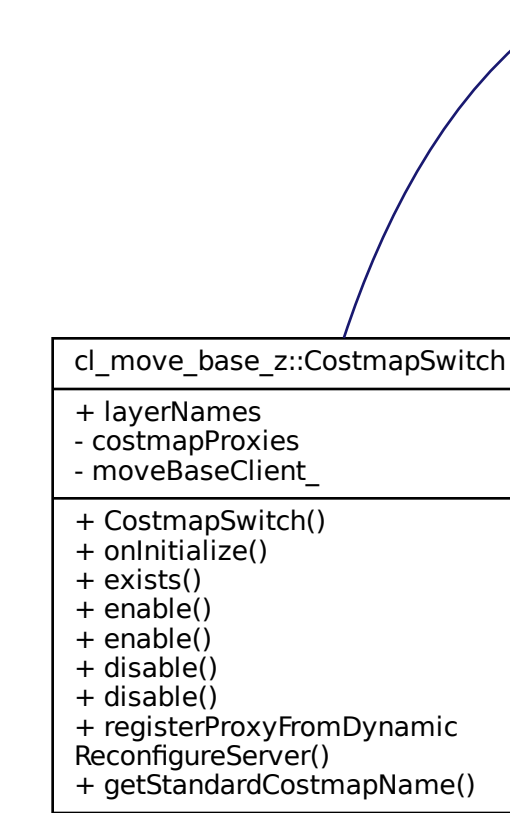 cl_move_base_z::CostmapSwitch
+ layerNames
- costmapProxies
- moveBaseClient_
+ CostmapSwitch()
+ onInitialize()
+ exists()
+ enable()
+ enable()
+ disable()
+ disable()
+ registerProxyFromDynamic
ReconfigureServer()
+ getStandardCostmapName()